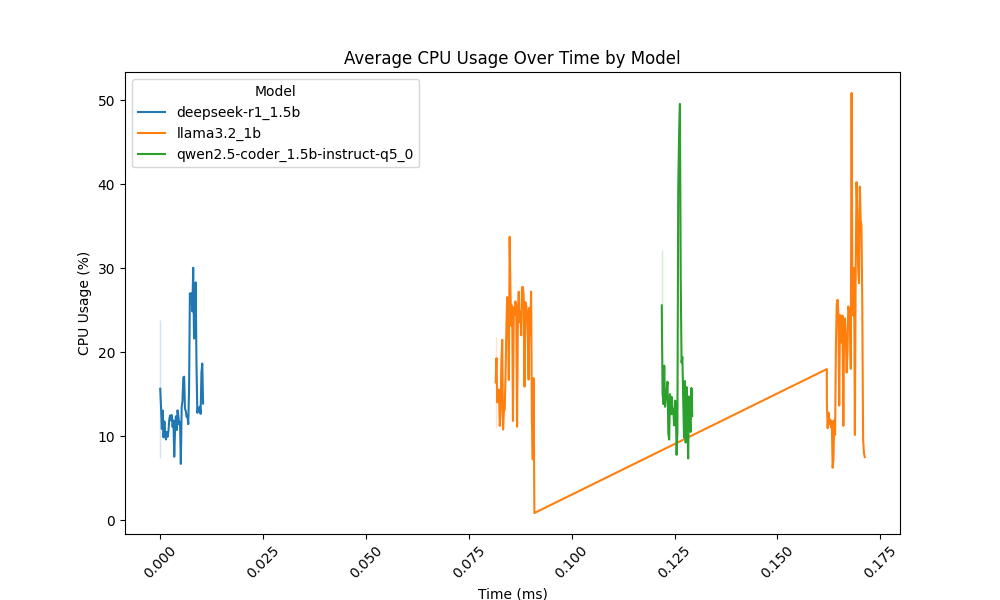 Average CPU Usage Over Time by Model
Model
deepseek-r1_1.5b
llama3.2_1b
qwen2.5-coder_1.5b-instruct-q5_0
CPU Usage (%)
50
40
30
20
10
0
0.000
0.025
0.050
0.075
0.100
0.125
0.150
0.175
Time (ms)